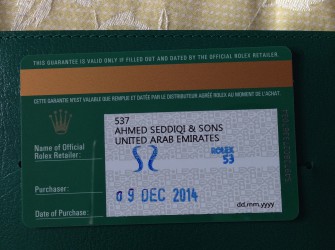 THIS GUARANTEE IS VALID ONLY IF FILLED OUT AND DATED BY THE OFFICIAL ROLEX RETAILER.
CETTE GARANTIE N'EST VALABLE QUE REMPLIE ET DATÉE PAR LE DISTRIBUTEUR AGRÉÉ ROLEX AU MOMENT DE L'ACHAT.
537
AHMED SEDDIQI & SONS
UNITED ARAB EMIRATES
Name of Official
Rolex Retailer:
ROLEX
53
Purchaser:
09 DEC 2014
Date of Purchase:
dd.mm.yyyy